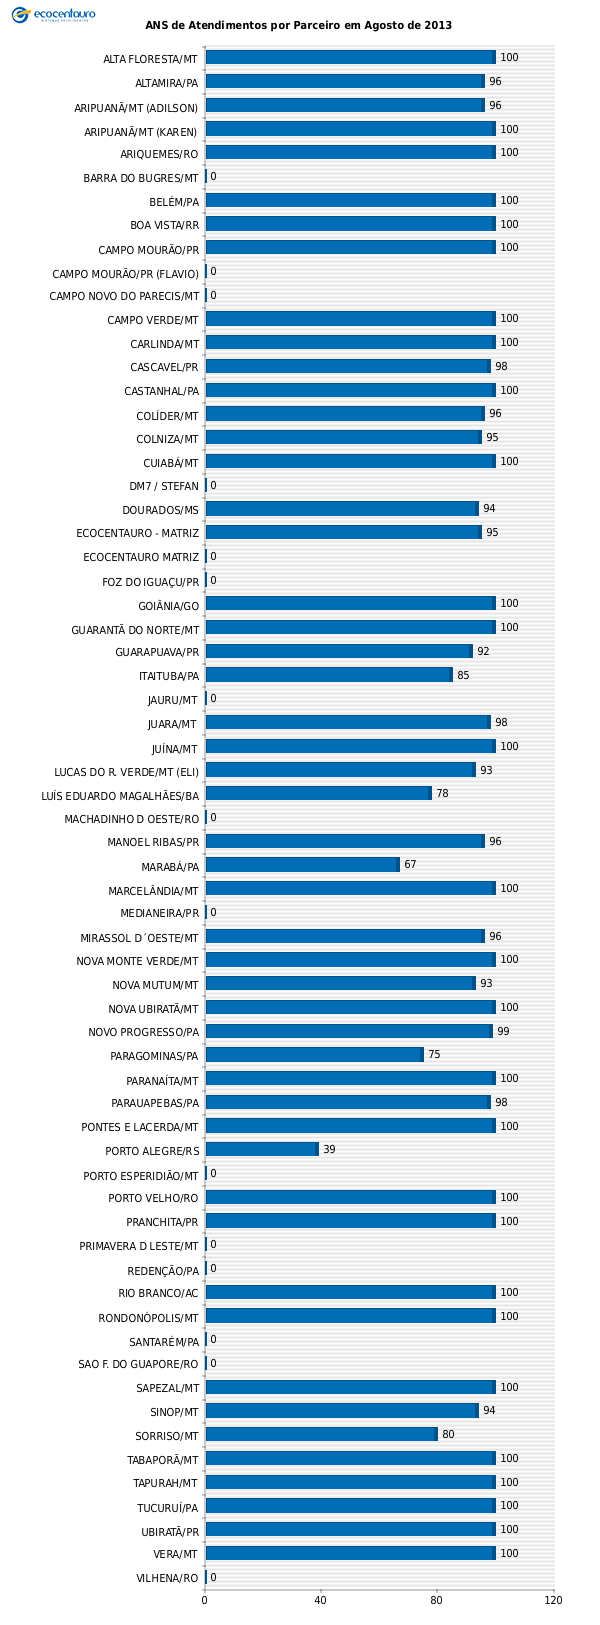 ecocentauro
ANS de Atendimentos por Parceiro em Agosto de 2013
ALTA FLORESTA/MT 100
ALTAMIRA/PA 96
ARIPUANÃ/MT (ADILSON) 96
ARIPUANÃ/MT (KAREN) 100
ARIQUEMES/RO 100
BARRA DO BUGRES/MT 0
BELÉM/PA 100
BOA VISTA/RR 100
CAMPO MOURÃO/PR 100
CAMPO MOURÃO/PR (FLAVIO) 0
CAMPO NOVO DO PARECIS/MT 0
CAMPO VERDE/MT 100
CARLINDA/MT 100
CASCAVEL/PR 98
CASTANHAL/PA 100
COLÍDER/MT 96
COLNIZA/MT 95
CUIABÁ/MT 100
DM7 / STEFAN 0
DOURADOS/MS 94
ECOCENTAURO - MATRIZ 95
ECOCENTAURO MATRIZ 0
FOZ DO IGUAÇU/PR 0
GOIÂNIA/GO 100
GUARANTÃ DO NORTE/MT 100
GUARAPUAVA/PR 92
ITAITUBA/PA 85
JAURU/MT 0
JUARA/MT 98
JUÍNA/MT 100
LUCAS DO R. VERDE/MT (ELI) 93
LUÍS EDUARDO MAGALHÃES/BA 78
MACHADINHO D OESTE/RO 0
MANOEL RIBAS/PR 96
MARABÁ/PA 67
MARCELÂNDIA/MT 100
MEDIANEIRA/PR 0
MIRASSOL D´OESTE/MT 96
NOVA MONTE VERDE/MT 100
NOVA MUTUM/MT 93
NOVA UBIRATÃ/MT 100
NOVO PROGRESSO/PA 99
PARAGOMINAS/PA 75
PARANAÍTA/MT 100
PARAUAPEBAS/PA 98
PONTES E LACERDA/MT 100
PORTO ALEGRE/RS 39
PORTO ESPERIDIÃO/MT 0
PORTO VELHO/RO 100
PRANCHITA/PR 100
PRIMAVERA D LESTE/MT 0
REDENÇÃO/PA 0
RIO BRANCO/AC 100
RONDONÓPOLIS/MT 100
SANTARÉM/PA 0
SAO F. DO GUAPORE/RO 0
SAPEZAL/MT 100
SINOP/MT 94
SORRISO/MT 80
TABAPORÃ/MT 100
TAPURAH/MT 100
TUCURUÍ/PA 100
UBIRATÃ/PR 100
VERA/MT 100
VILHENA/RO 0
0 40 80 120